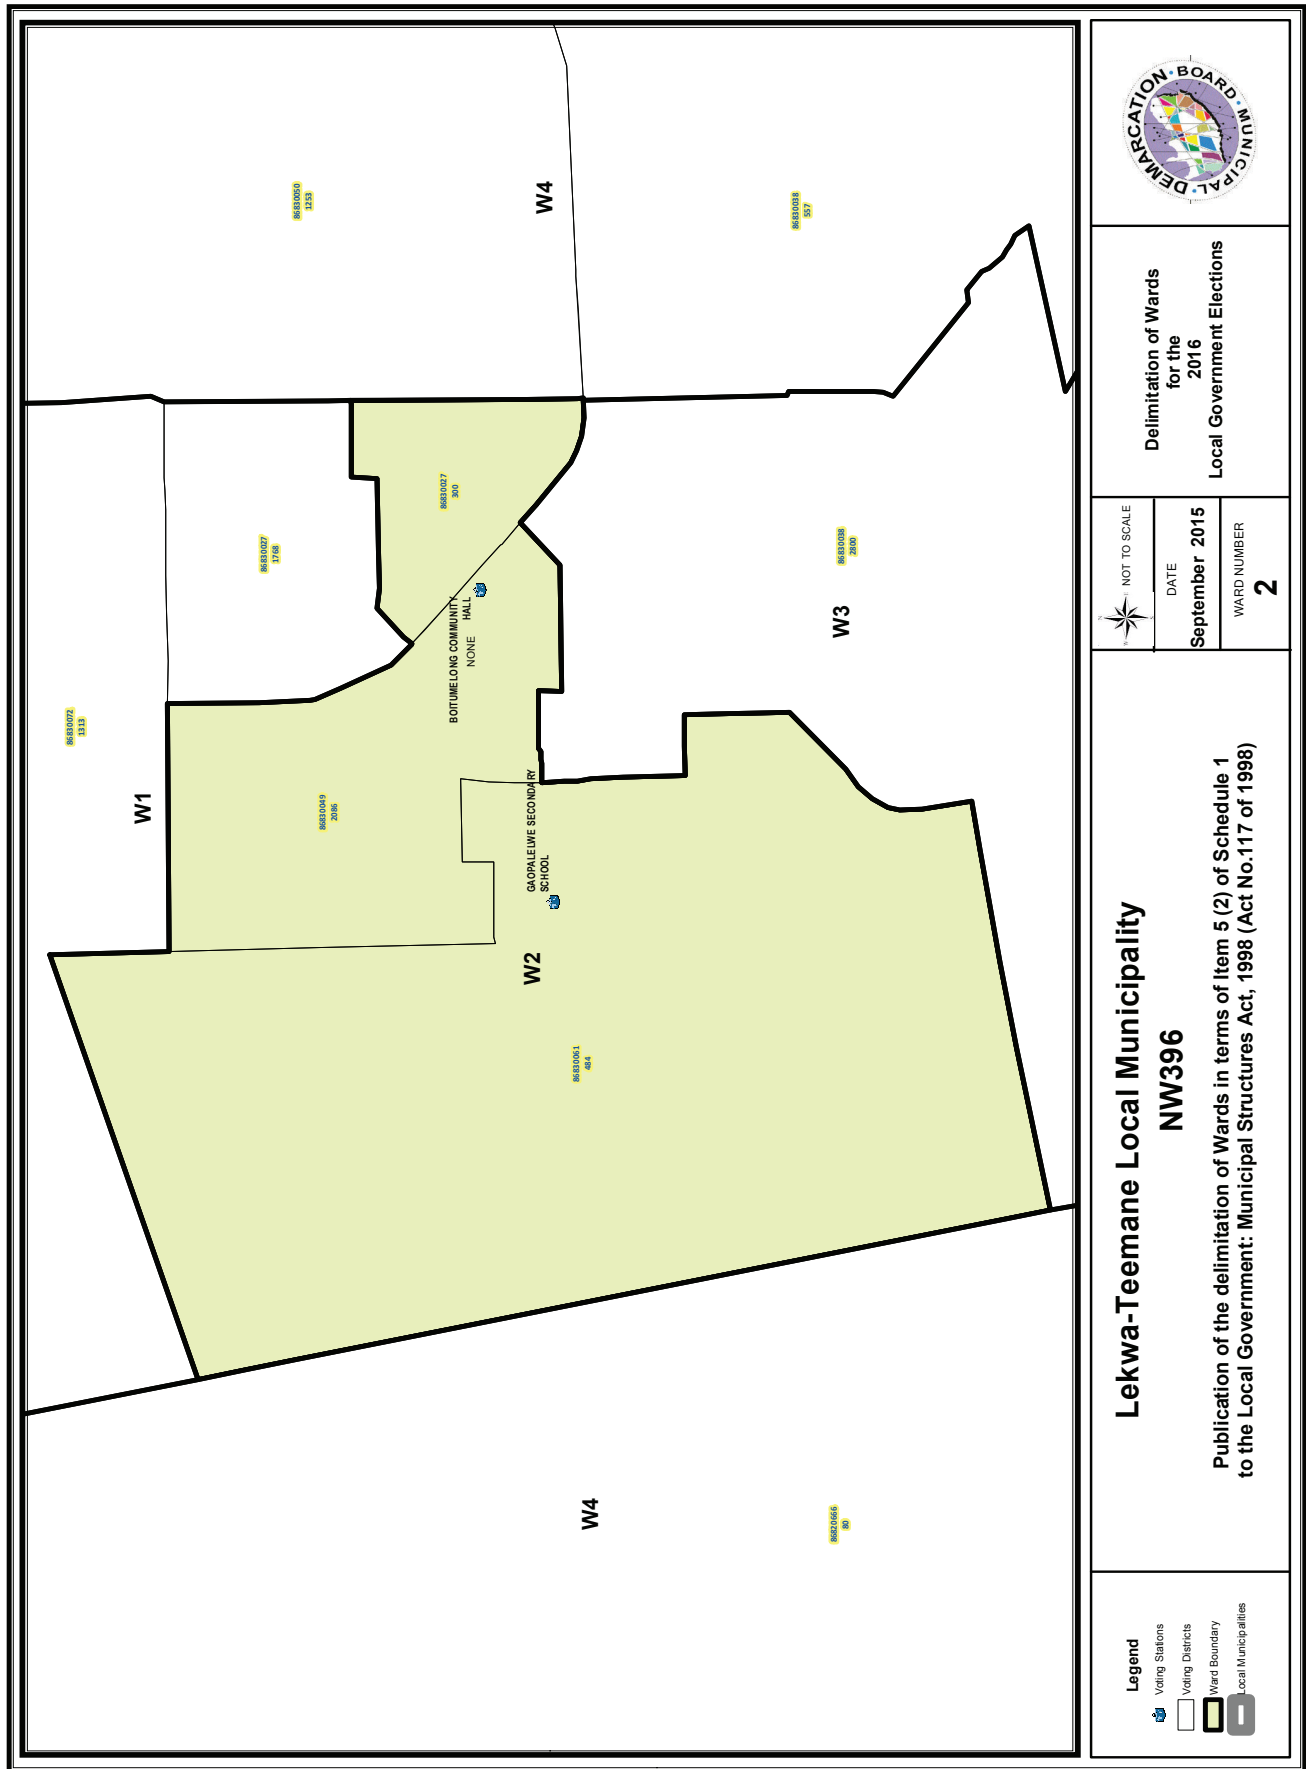 86830050
1253
W4
86830038
557
86830027
300
86830027
1768
86830038
2800
W3
BOITUMELONG COMMUNITY
HALL
NONE
86830072
1313
W1
86830049
2086
GAOPALELWE SECONDARY
SCHOOL
W2
86830061
484
W4
86820666
80
DEMARCATION • BOARD • MUNICIPAL •
Delimitation of Wards
for the
2016
Local Government Elections
NOT TO SCALE
DATE
September 2015
WARD NUMBER
2
Lekwa-Teemane Local Municipality
NW396
Publication of the delimitation of Wards in terms of Item 5 (2) of Schedule 1
to the Local Government: Municipal Structures Act, 1998 (Act No.117 of 1998)
Legend
Voting Stations
Voting Districts
Ward Boundary
Local Municipalities